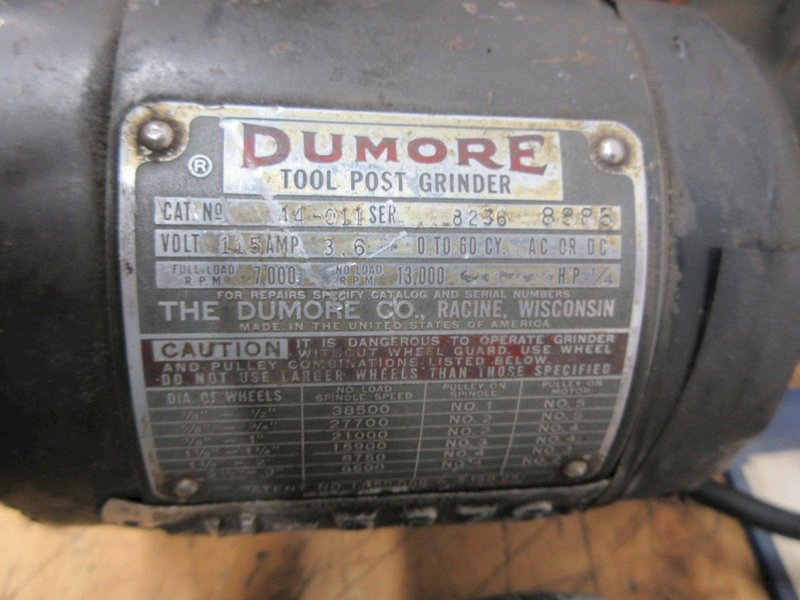 ® DUMORE
TOOL POST GRINDER
CAT. Nº 44-011 SER. 8236 8885
VOLT 115 AMP. 3.6 0 TO 60 CY. AC OR DC
FULL LOAD R.P.M. 7.000 NO LOAD R.P.M. 13.000 H.P. 1/4
FOR REPAIRS SPECIFY CATALOG AND SERIAL NUMBERS
THE DUMORE CO., RACINE, WISCONSIN
MADE IN THE UNITED STATES OF AMERICA
CAUTION IT IS DANGEROUS TO OPERATE GRINDER
WITHOUT WHEEL GUARD. USE WHEEL
AND PULLEY COMBINATIONS LISTED BELOW.
DO NOT USE LARGER WHEELS THAN THOSE SPECIFIED
DIA. OF WHEELS NO LOAD SPINDLE SPEED PULLEY ON SPINDLE PULLEY ON MOTOR
38500 NO. 1 NO. 5
27700 NO. 2 NO. 5
21000 NO. 4
15900 NO. 3 NO. 4
NO. 4